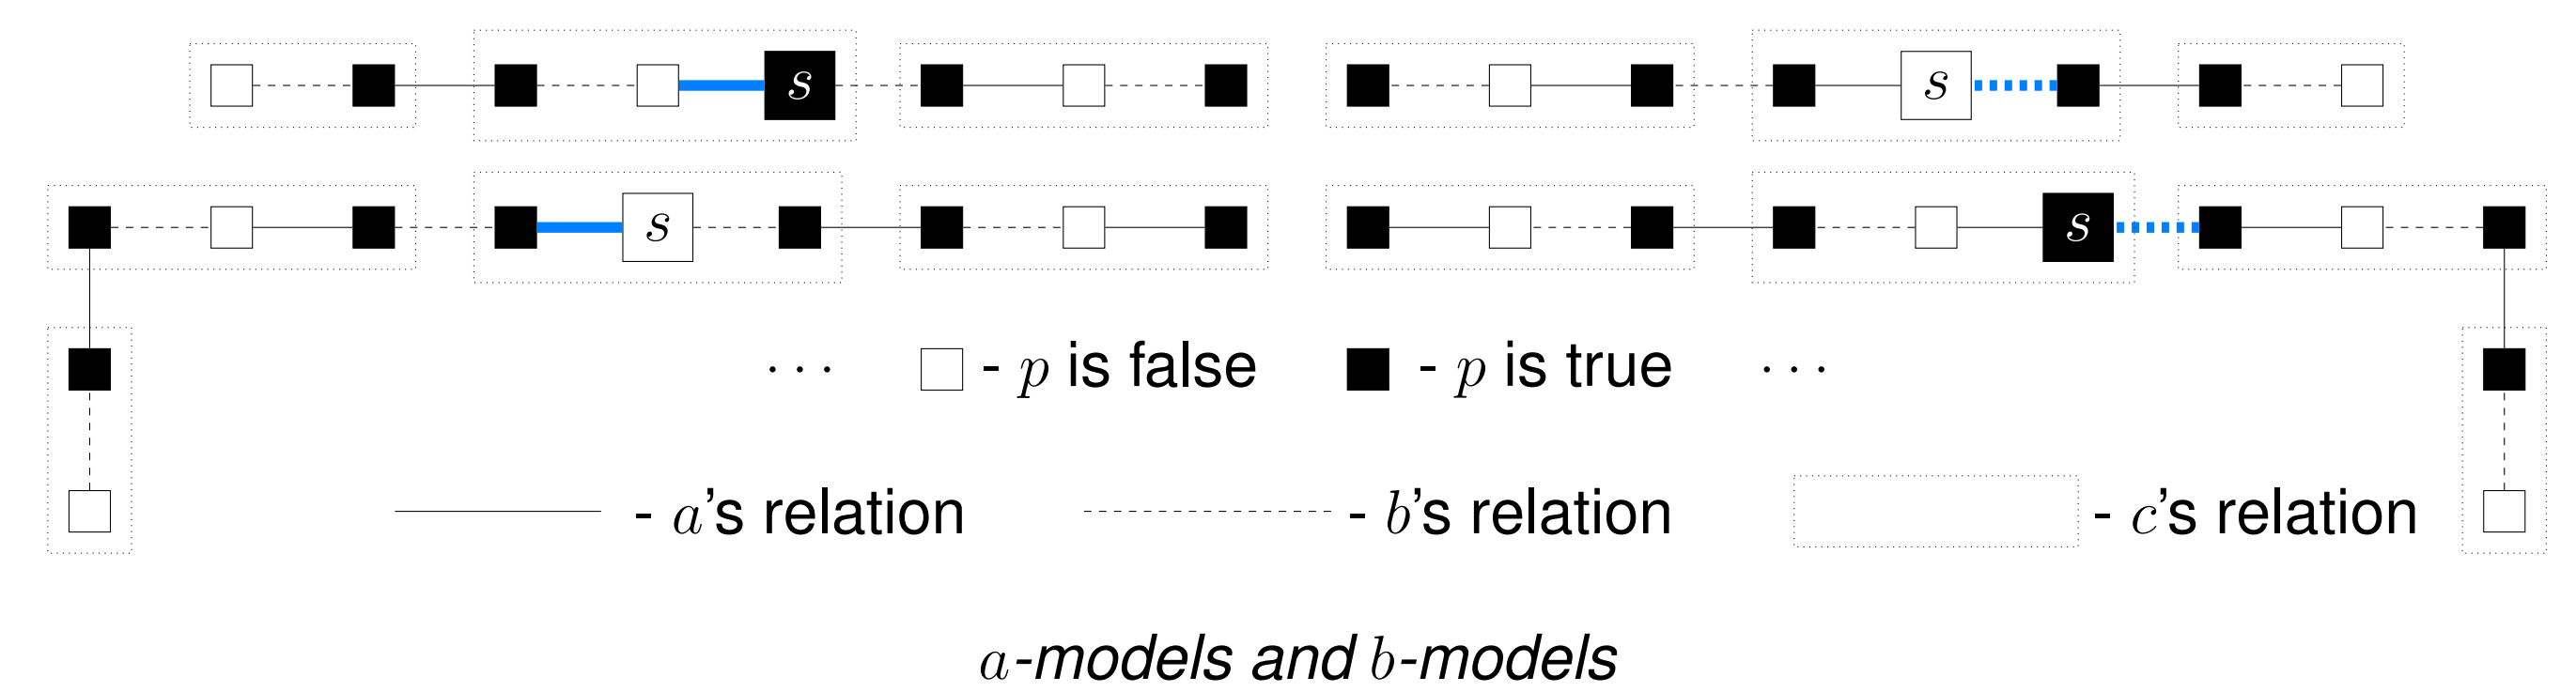 s s
s s
··· - p is false - p is true ···
- a's relation - b's relation - c's relation
a-models and b-models